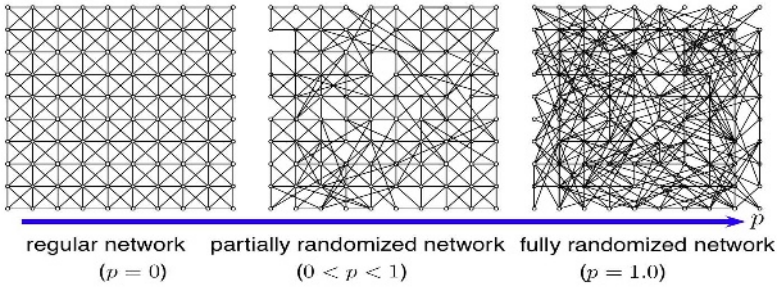 p
regular network partially randomized network fully randomized network
(p = 0) (0 < p < 1) (p = 1.0)